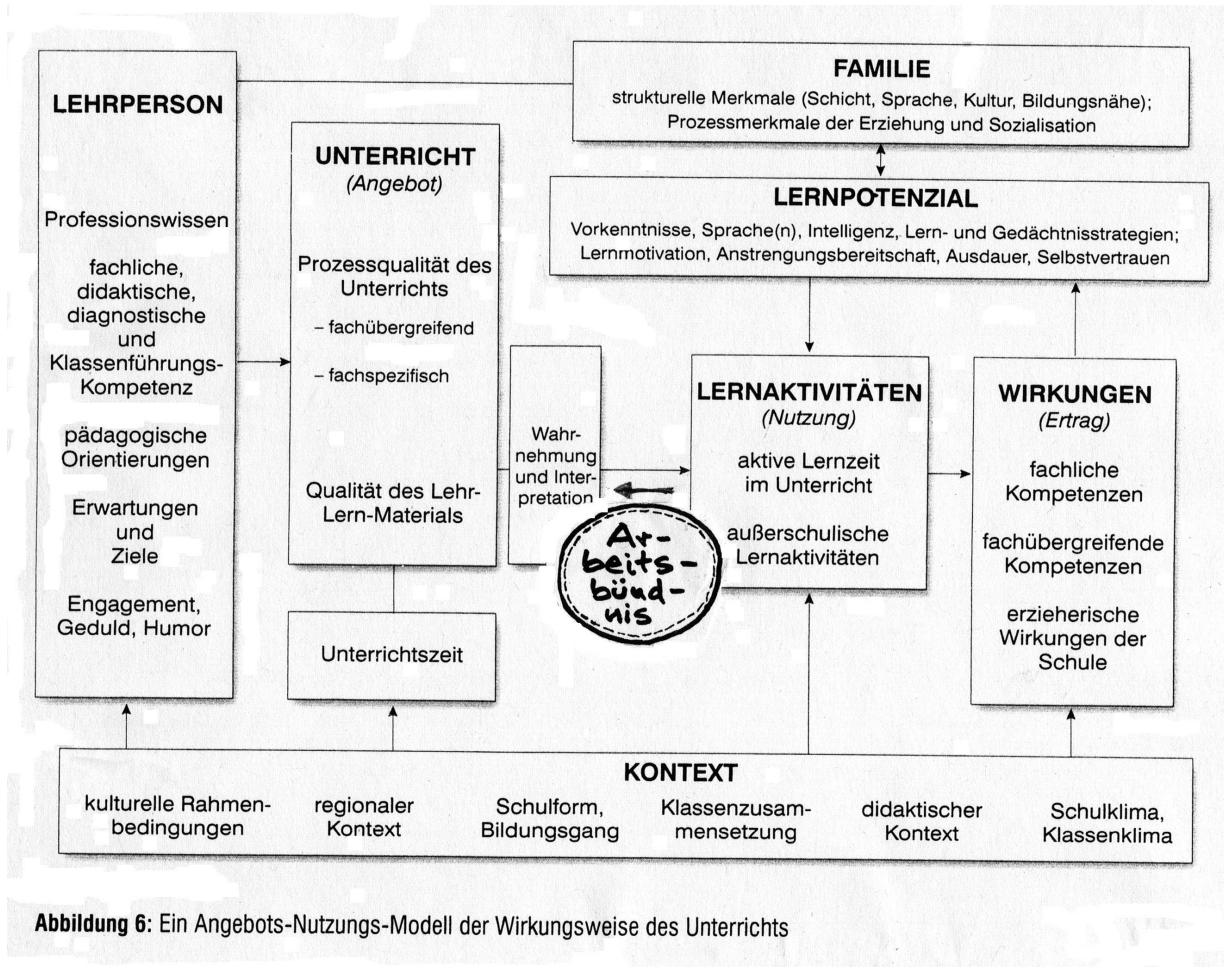 LEHRPERSON
Professionswissen
fachliche,
didaktische,
diagnostische
und
Klassenführungs-
Kompetenz
pädagogische
Orientierungen
Erwartungen
und
Ziele
Engagement,
Geduld, Humor
UNTERRICHT
(Angebot)
Prozessqualität des
Unterrichts
– fachübergreifend
– fachspezifisch
Qualität des Lehr-
Lern-Materials
Unterrichtszeit
Wahr-
nehmung
und Inter-
pretation
Ar-
beits-
bünd-
nis
FAMILIE
strukturelle Merkmale (Schicht, Sprache, Kultur, Bildungsnähe);
Prozessmerkmale der Erziehung und Sozialisation
LERNPOTENZIAL
Vorkenntnisse, Sprache(n), Intelligenz, Lern- und Gedächtnisstrategien;
Lernmotivation, Anstrengungsbereitschaft, Ausdauer, Selbstvertrauen
LERNAKTIVITÄTEN
(Nutzung)
aktive Lernzeit
im Unterricht
außerschulische
Lernaktivitäten
WIRKUNGEN
(Ertrag)
fachliche
Kompetenzen
fachübergreifende
Kompetenzen
erzieherische
Wirkungen der
Schule
KONTEXT
kulturelle Rahmen-
bedingungen
regionaler
Kontext
Schulform,
Bildungsgang
Klassenzusam-
mensetzung
didaktischer
Kontext
Schulklima,
Klassenklima
Abbildung 6: Ein Angebots-Nutzungs-Modell der Wirkungsweise des Unterrichts